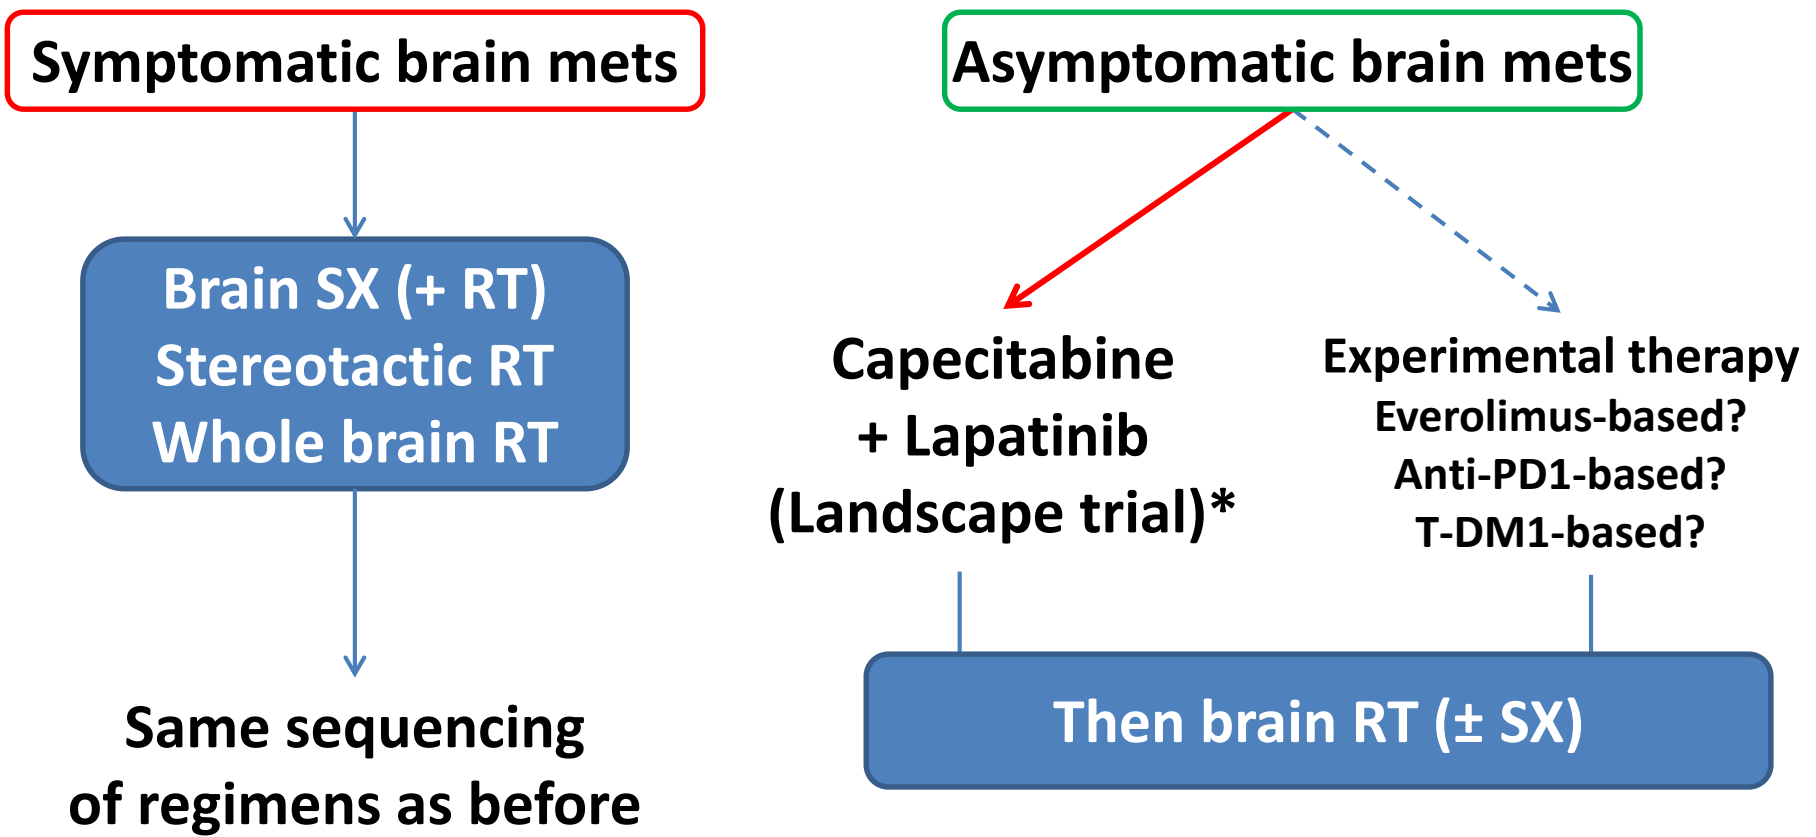 Symptomatic brain mets
Brain SX (+ RT)
Stereotactic RT
Whole brain RT
Same sequencing
of regimens as before
Asymptomatic brain mets
Capecitabine
+ Lapatinib
(Landscape trial)*
Experimental therapy
Everolimus-based?
Anti-PD1-based?
T-DM1-based?
Then brain RT (± SX)